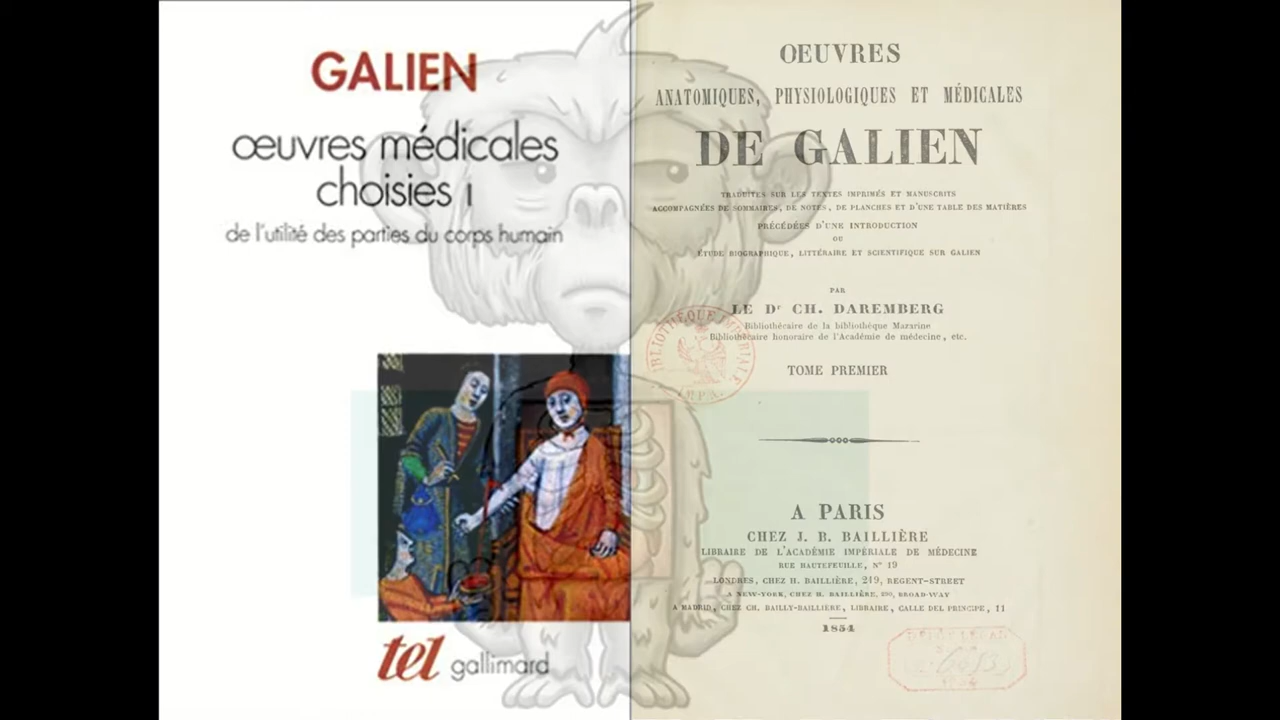 GALIEN
œuvres médicales
choisies I
de l'utilité des parties du corps humain
tel gallimard
OEUVRES
ANATOMIQUES, PHYSIOLOGIQUES ET MÉDICALES
DE GALIEN
TRADUITES SUR LES TEXTES IMPRIMÉS ET MANUSCRITS
ACCOMPAGNÉES DE SOMMAIRES, DE NOTES, DE PLANCHES ET D'UNE TABLE DES MATIÈRES
PRÉCÉDÉES D'UNE INTRODUCTION
OU
ÉTUDE BIOGRAPHIQUE, LITTÉRAIRE ET SCIENTIFIQUE SUR GALIEN
PAR
LE Dr CH. DAREMBERG
Bibliothécaire de la bibliothèque Mazarine
Bibliothécaire honoraire de l'Académie de médecine, etc.
BIBLIOTHÈQUE IMPÉRIALE
TOME PREMIER
A PARIS
CHEZ J. B. BAILLIÈRE
LIBRAIRE DE L'ACADÉMIE IMPÉRIALE DE MÉDECINE
RUE HAUTEFEUILLE, N° 19
LONDRES, CHEZ H. BAILLIÈRE, 219, REGENT-STREET
A NEW-YORK, CHEZ H. BAILLIÈRE, 290, BROAD-WAY
A MADRID, CHEZ CH. BAILLY-BAILLIÈRE, LIBRAIRE, CALLE DEL PRINCIPE, 11
1854